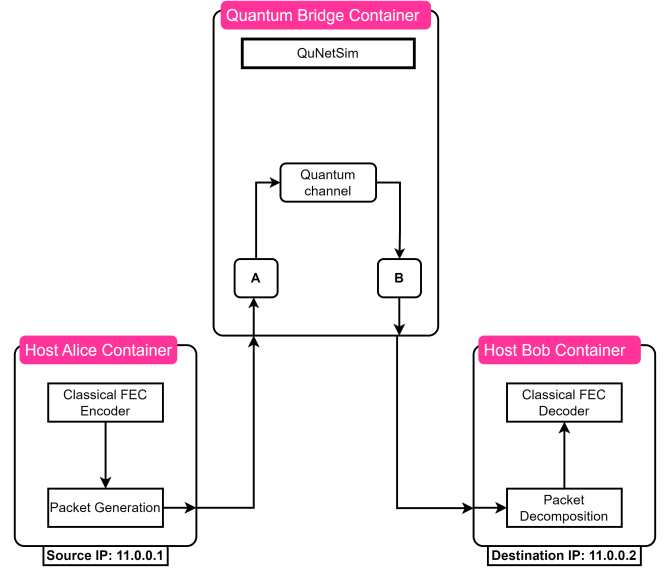 Quantum Bridge Container
QuNetSim
Quantum
channel
A
B
Host Alice Container
Classical FEC
Encoder
Packet Generation
Source IP: 11.0.0.1
Host Bob Container
Classical FEC
Decoder
Packet
Decomposition
Destination IP: 11.0.0.2